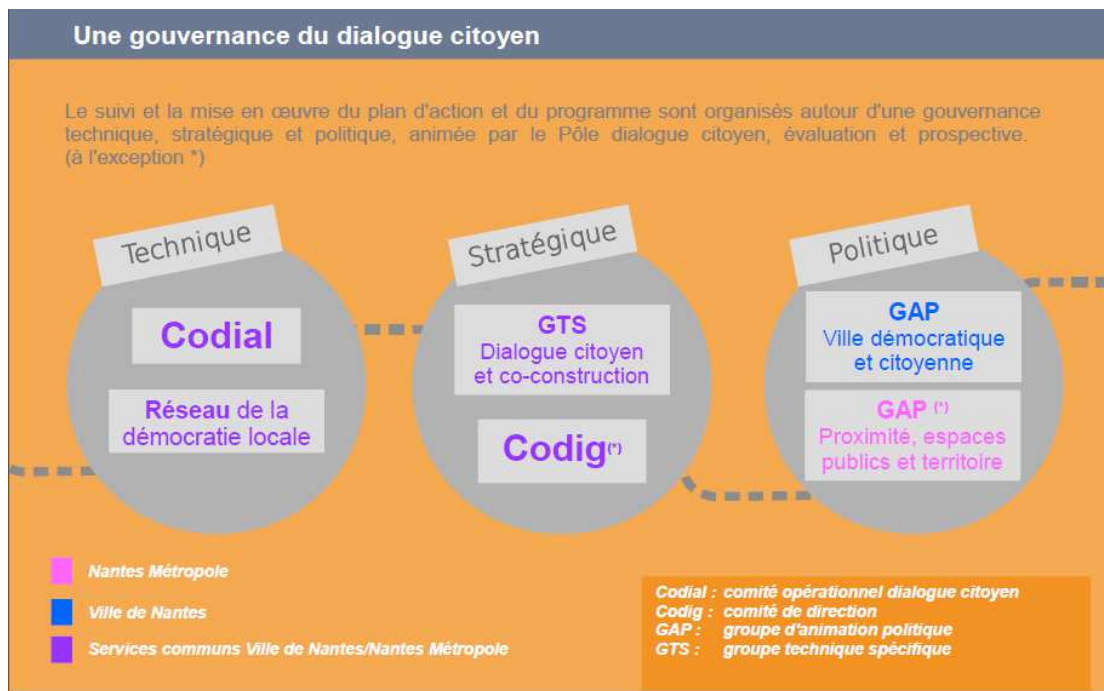 Une gouvernance du dialogue citoyen
Le suivi et la mise en œuvre du plan d'action et du programme sont organisés autour d'une gouvernance
technique, stratégique et politique, animée par le Pôle dialogue citoyen, évaluation et prospective.
(à l'exception *)
Technique
Codial
Réseau de la
démocratie locale
Stratégique
GTS
Dialogue citoyen
et co-construction
Codig(*)
Politique
GAP
Ville démocratique
et citoyenne
GAP (*)
Proximité, espaces
publics et territoire
Nantes Métropole
Ville de Nantes
Services communs Ville de Nantes/Nantes Métropole
Codial : comité opérationnel dialogue citoyen
Codig : comité de direction
GAP : groupe d'animation politique
GTS : groupe technique spécifique